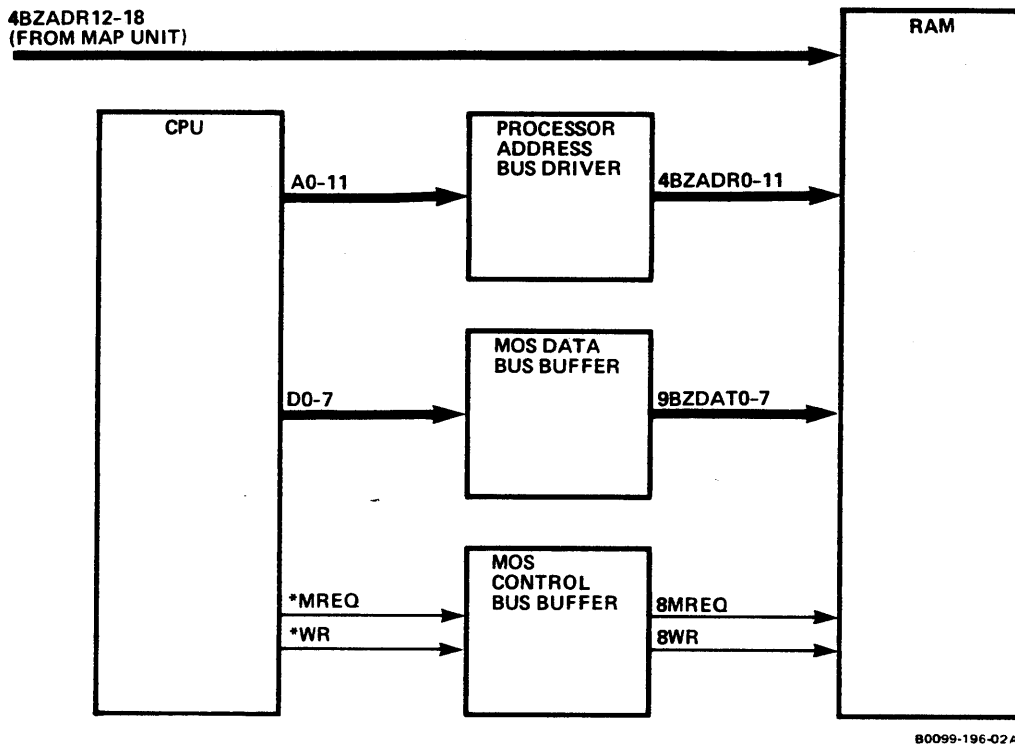 4BZADR12-18
(FROM MAP UNIT)
RAM
CPU
PROCESSOR
ADDRESS
BUS DRIVER
A0-11
4BZADR0-11
MOS DATA
BUS BUFFER
D0-7
9BZDAT0-7
MOS
CONTROL
BUS BUFFER
*MREQ
8MREQ
*WR
8WR
80099-196-02A